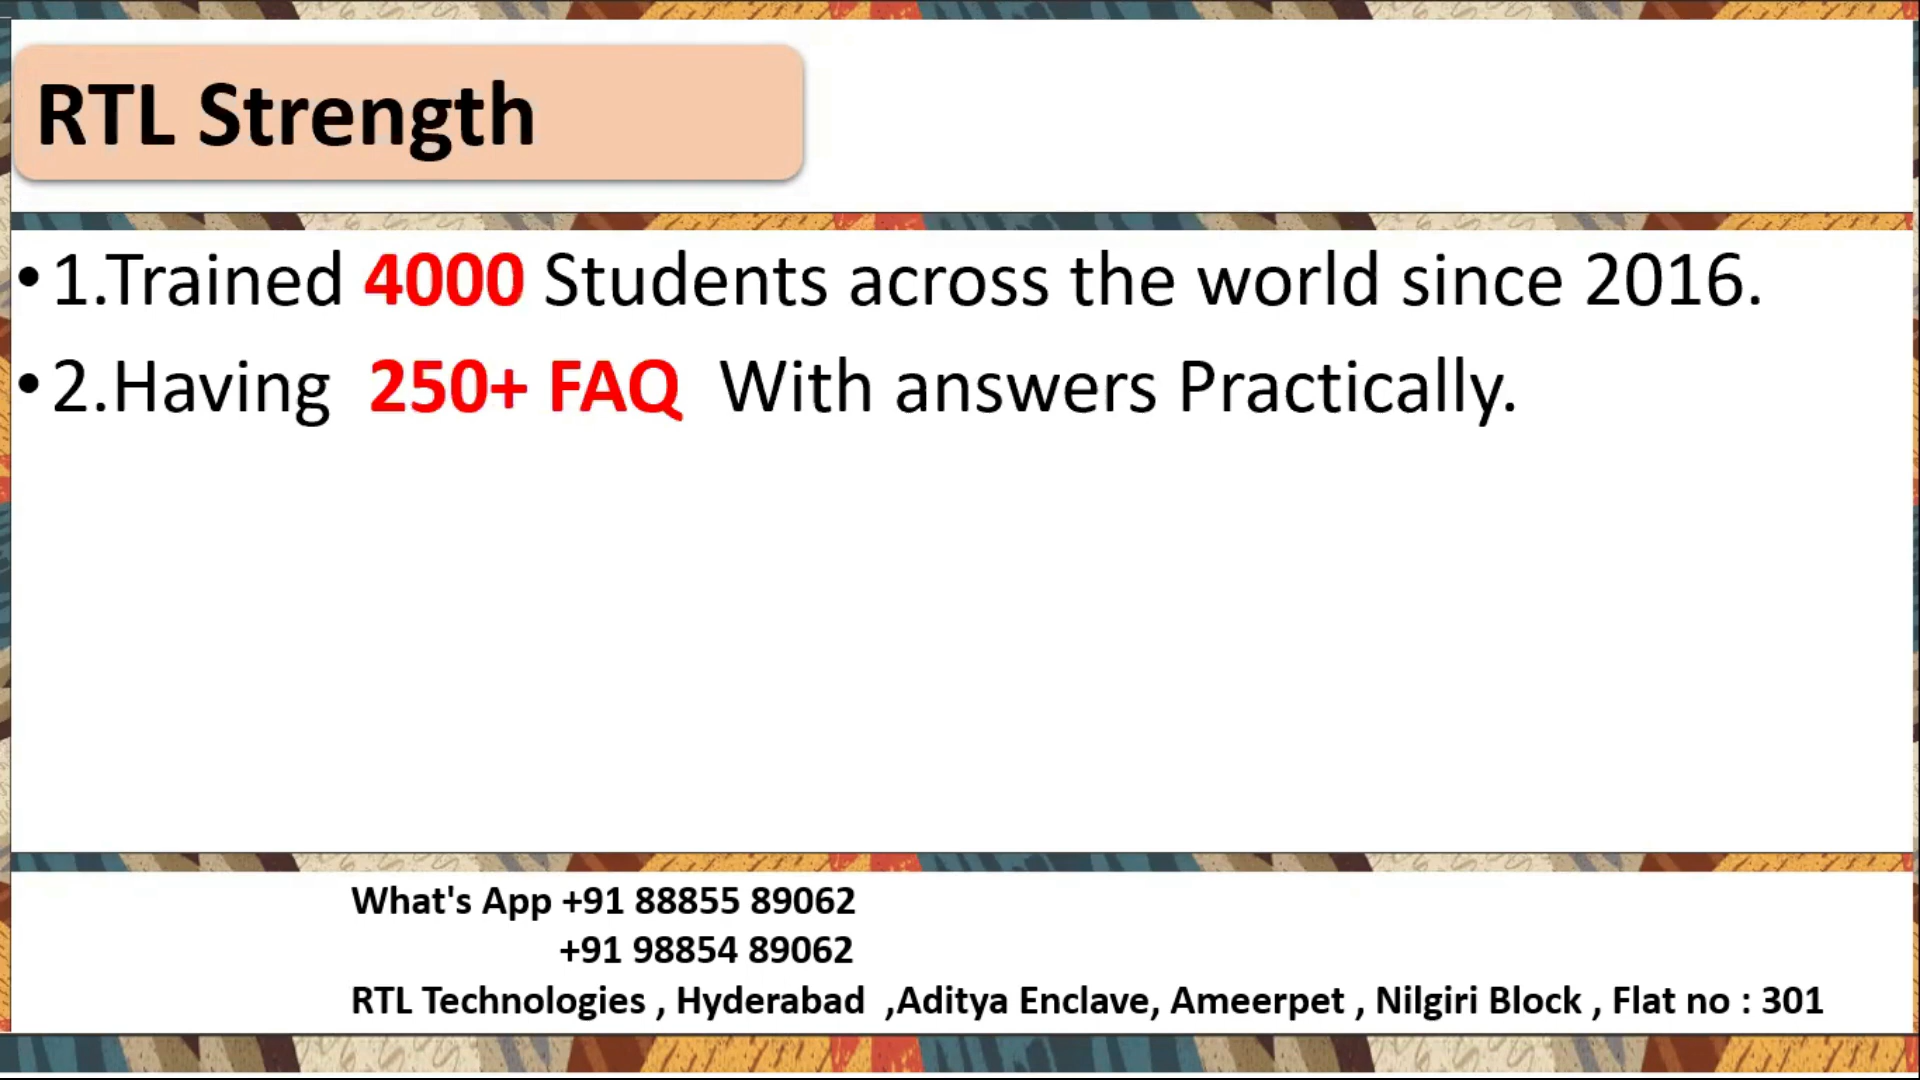 RTL Strength
• 1.Trained 4000 Students across the world since 2016.
• 2.Having 250+ FAQ With answers Practically.
What's App +91 88855 89062
+91 98854 89062
RTL Technologies , Hyderabad ,Aditya Enclave, Ameerpet , Nilgiri Block , Flat no : 301